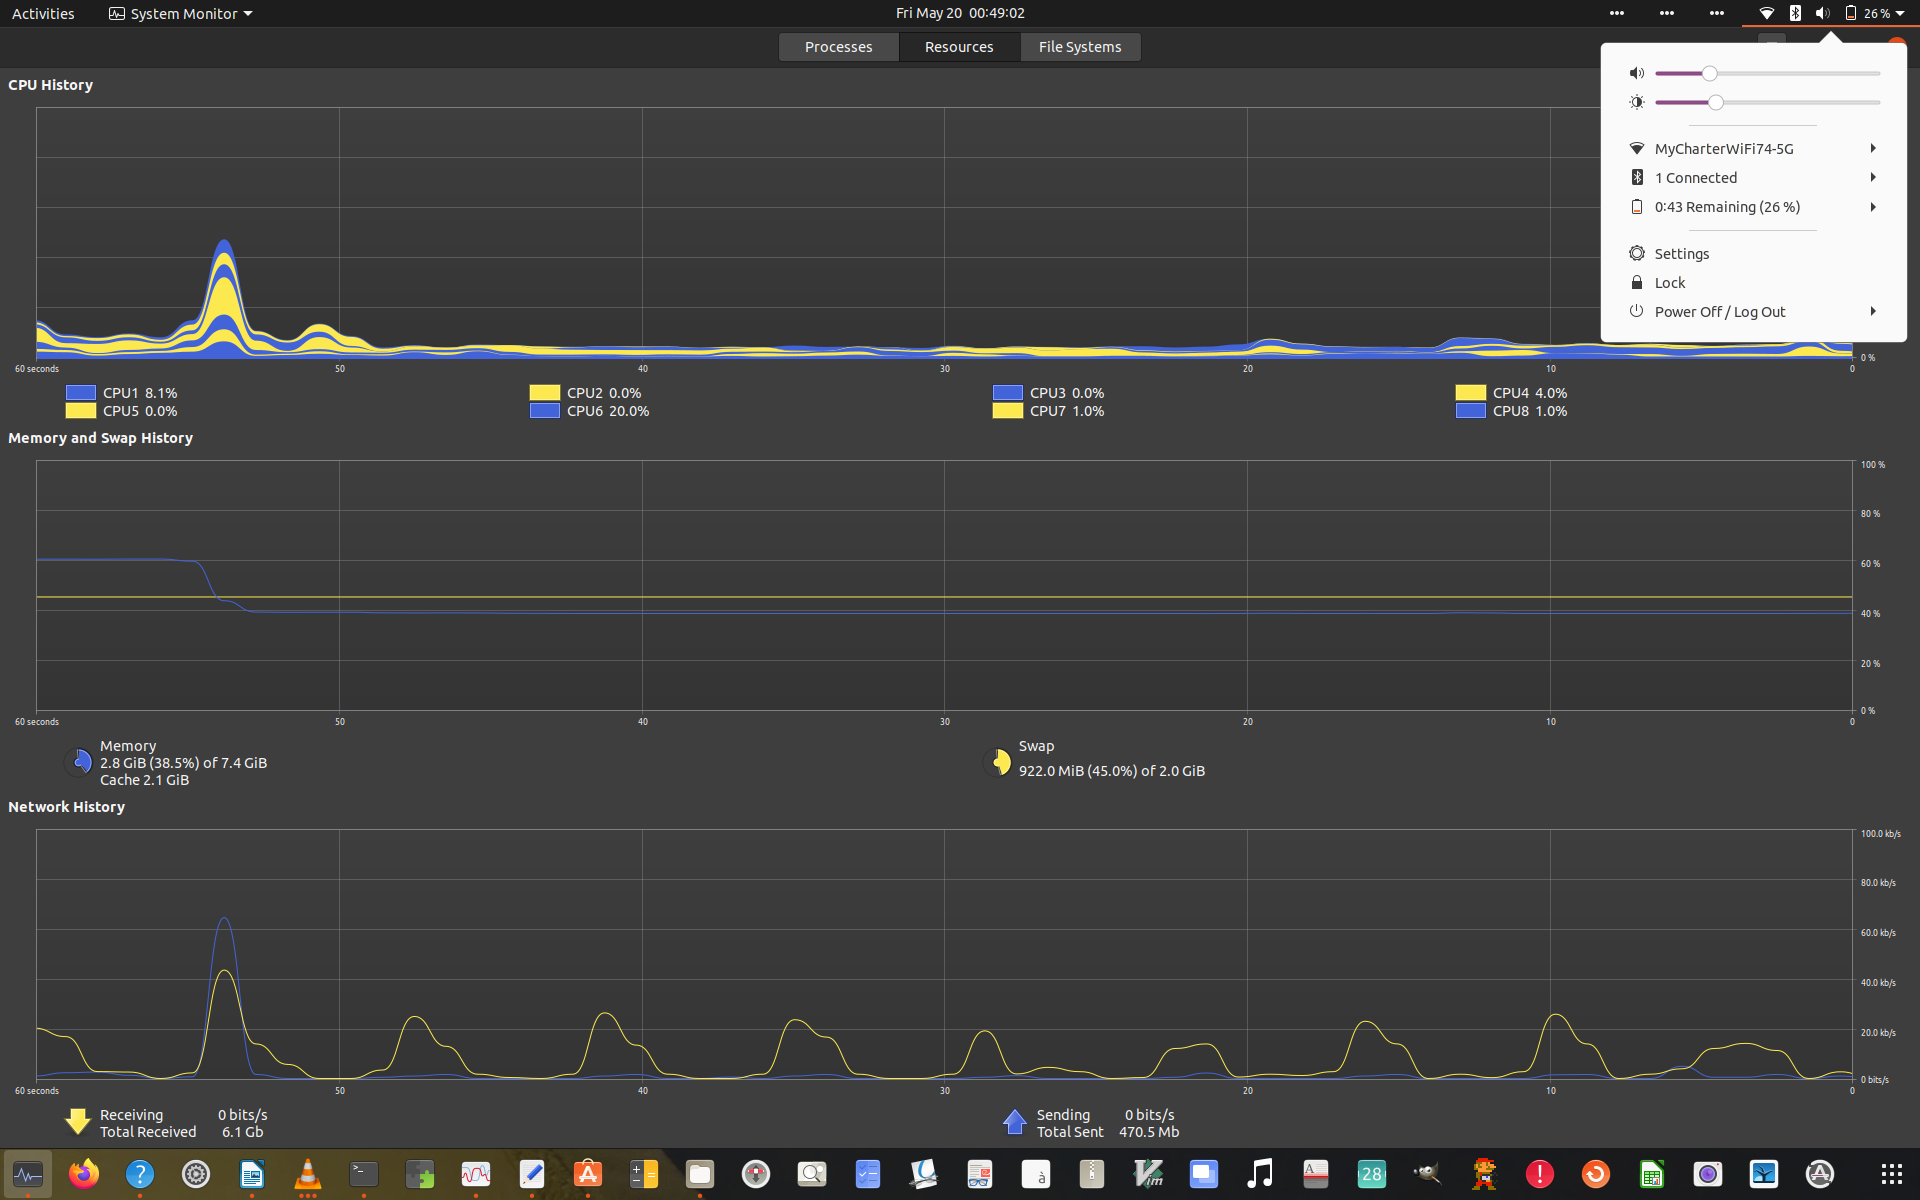 Activities
System Monitor
Fri May 20 00:49:02
26 %
Processes
Resources
File Systems
MyCharterWiFi74-5G
1 Connected
0:43 Remaining (26 %)
Settings
Lock
Power Off / Log Out
CPU History
0 %
60 seconds 50 40 30 20 10 0
CPU1 8.1% CPU2 0.0% CPU3 0.0% CPU4 4.0%
CPU5 0.0% CPU6 20.0% CPU7 1.0% CPU8 1.0%
Memory and Swap History
100 %
80 %
60 %
40 %
20 %
0 %
60 seconds 50 40 30 20 10 0
Memory
2.8 GiB (38.5%) of 7.4 GiB
Cache 2.1 GiB
Swap
922.0 MiB (45.0%) of 2.0 GiB
Network History
100.0 kb/s
80.0 kb/s
60.0 kb/s
40.0 kb/s
20.0 kb/s
0 bits/s
60 seconds 50 40 30 20 10 0
Receiving 0 bits/s
Total Received 6.1 Gb
Sending 0 bits/s
Total Sent 470.5 Mb
?
>_
à
Vim
A
28
!